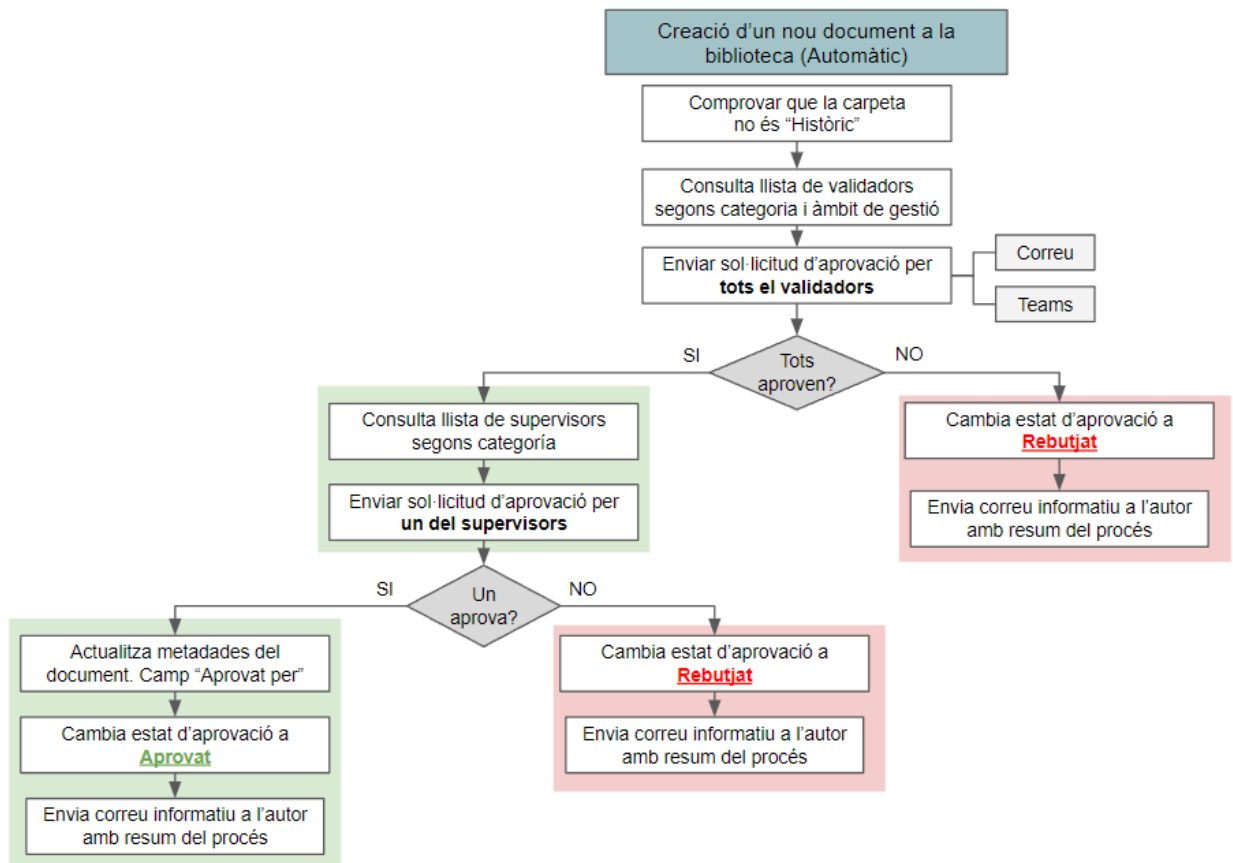 Creació d’un nou document a la
biblioteca (Automàtic)
Comprovar que la carpeta
no és “Històric”
Consulta llista de validadors
segons categoria i àmbit de gestió
Enviar sol·licitud d’aprovació per
tots el validadors
Correu
Teams
SI
Tots
aproven?
NO
Consulta llista de supervisors
segons categoría
Enviar sol·licitud d’aprovació per
un del supervisors
Cambia estat d’aprovació a
Rebutjat
Envia correu informatiu a l’autor
amb resum del procés
SI
Un
aprova?
NO
Actualitza metadades del
document. Camp “Aprovat per”
Cambia estat d’aprovació a
Aprovat
Envia correu informatiu a l’autor
amb resum del procés
Cambia estat d’aprovació a
Rebutjat
Envia correu informatiu a l’autor
amb resum del procés